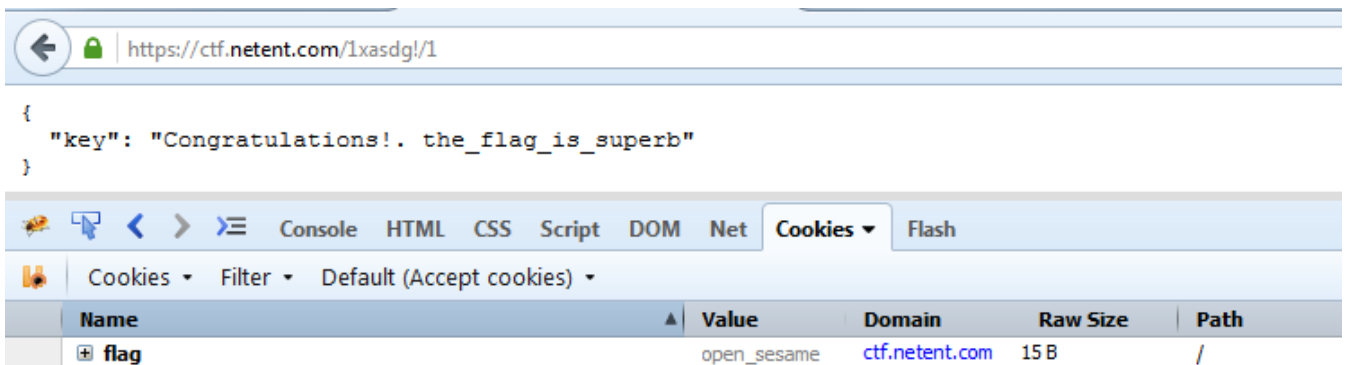 https://ctf.netent.com/1xasdg!/1
{
"key": "Congratulations!. the_flag_is_superb"
}
Console HTML CSS Script DOM Net Cookies Flash
Cookies Filter Default (Accept cookies)
Name Value Domain Raw Size Path
flag open_sesame ctf.netent.com 15 B /